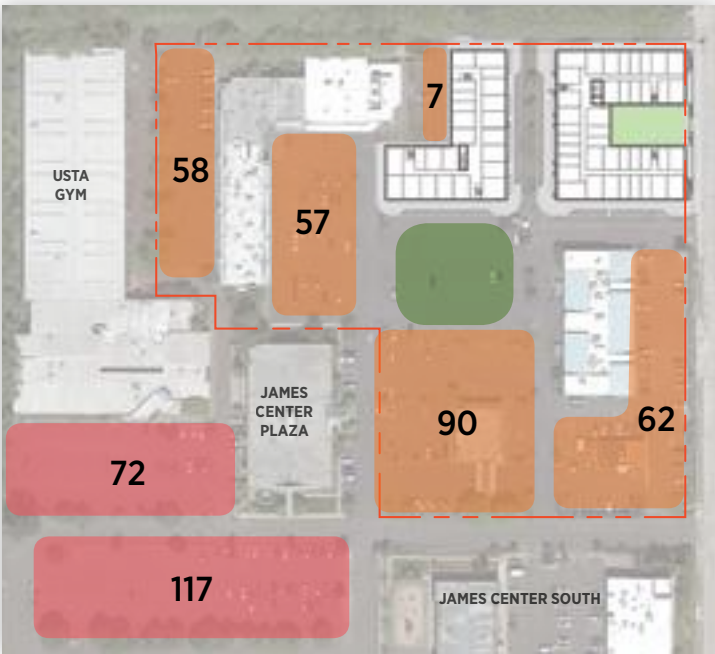 7
USTA
GYM
58
57
JAMES
CENTER
PLAZA
90
62
72
117
JAMES CENTER SOUTH